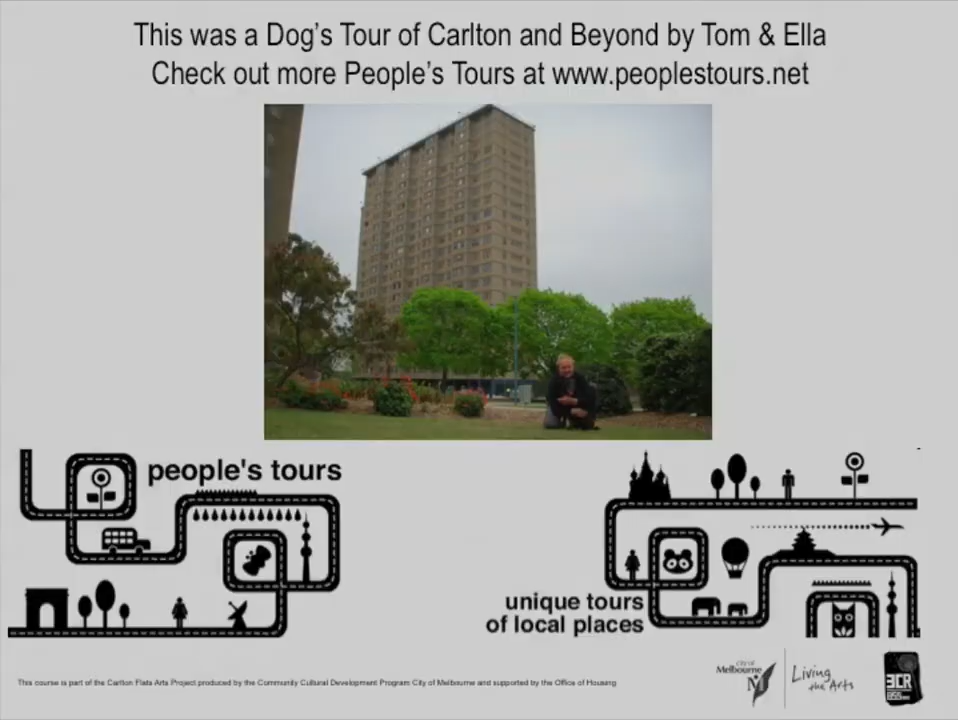 This was a Dog's Tour of Carlton and Beyond by Tom & Ella
Check out more People's Tours at www.peoplestours.net
people's tours
unique tours
of local places
This course is part of the Carlton Flats Arts Project produced by the Community Cultural Development Program City of Melbourne and supported by the Office of Housing
city of
Melbourne
Living
the Arts
3CR